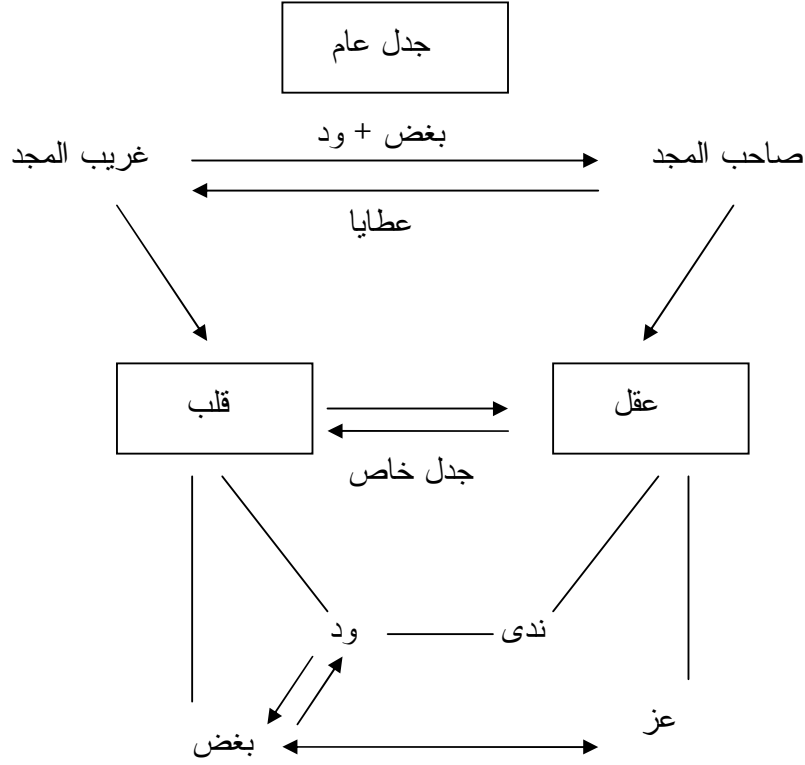 جدل عام
بغض + ود
صاحب المجد
غريب المجد
عطايا
عقل
قلب
جدل خاص
ندى
ود
عز
بغض